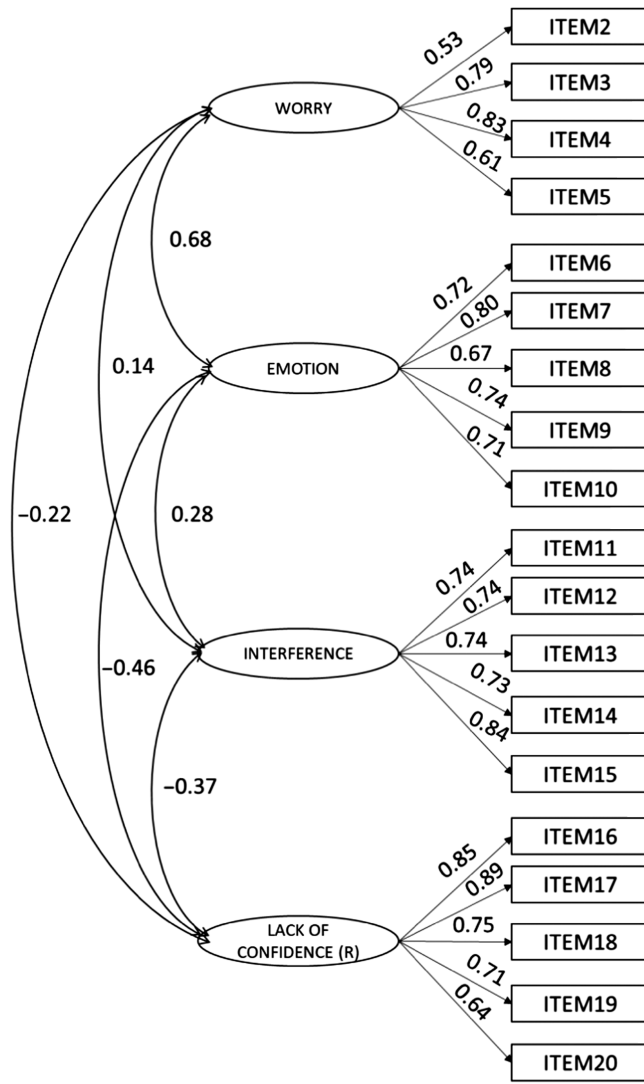 0.53
ITEM2
0.79
ITEM3
WORRY
0.83
ITEM4
0.61
ITEM5
0.68
0.72
ITEM6
0.80
ITEM7
0.14
EMOTION
0.67
ITEM8
0.74
ITEM9
0.71
ITEM10
−0.22
0.28
0.74
ITEM11
0.74
ITEM12
−0.46
INTERFERENCE
0.74
ITEM13
0.73
ITEM14
0.84
ITEM15
−0.37
0.85
ITEM16
0.89
ITEM17
LACK OF
CONFIDENCE (R)
0.75
ITEM18
0.71
ITEM19
0.64
ITEM20